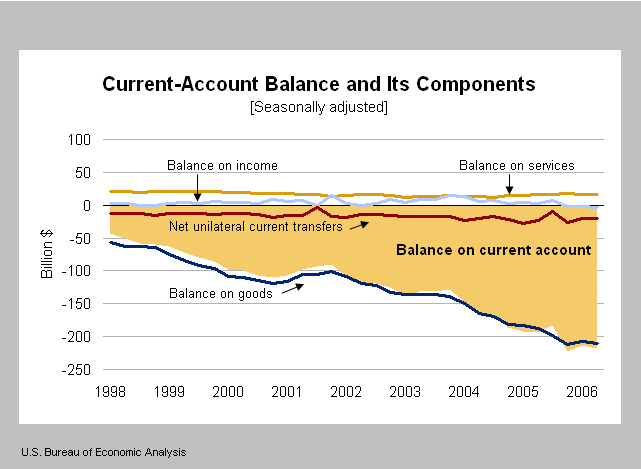 Current-Account Balance and Its Components
[Seasonally adjusted]
100
50
0
-50
-100
-150
-200
-250
Billion $
Balance on income
Balance on services
Net unilateral current transfers
Balance on current account
Balance on goods
1998 1999 2000 2001 2002 2003 2004 2005 2006
U.S. Bureau of Economic Analysis